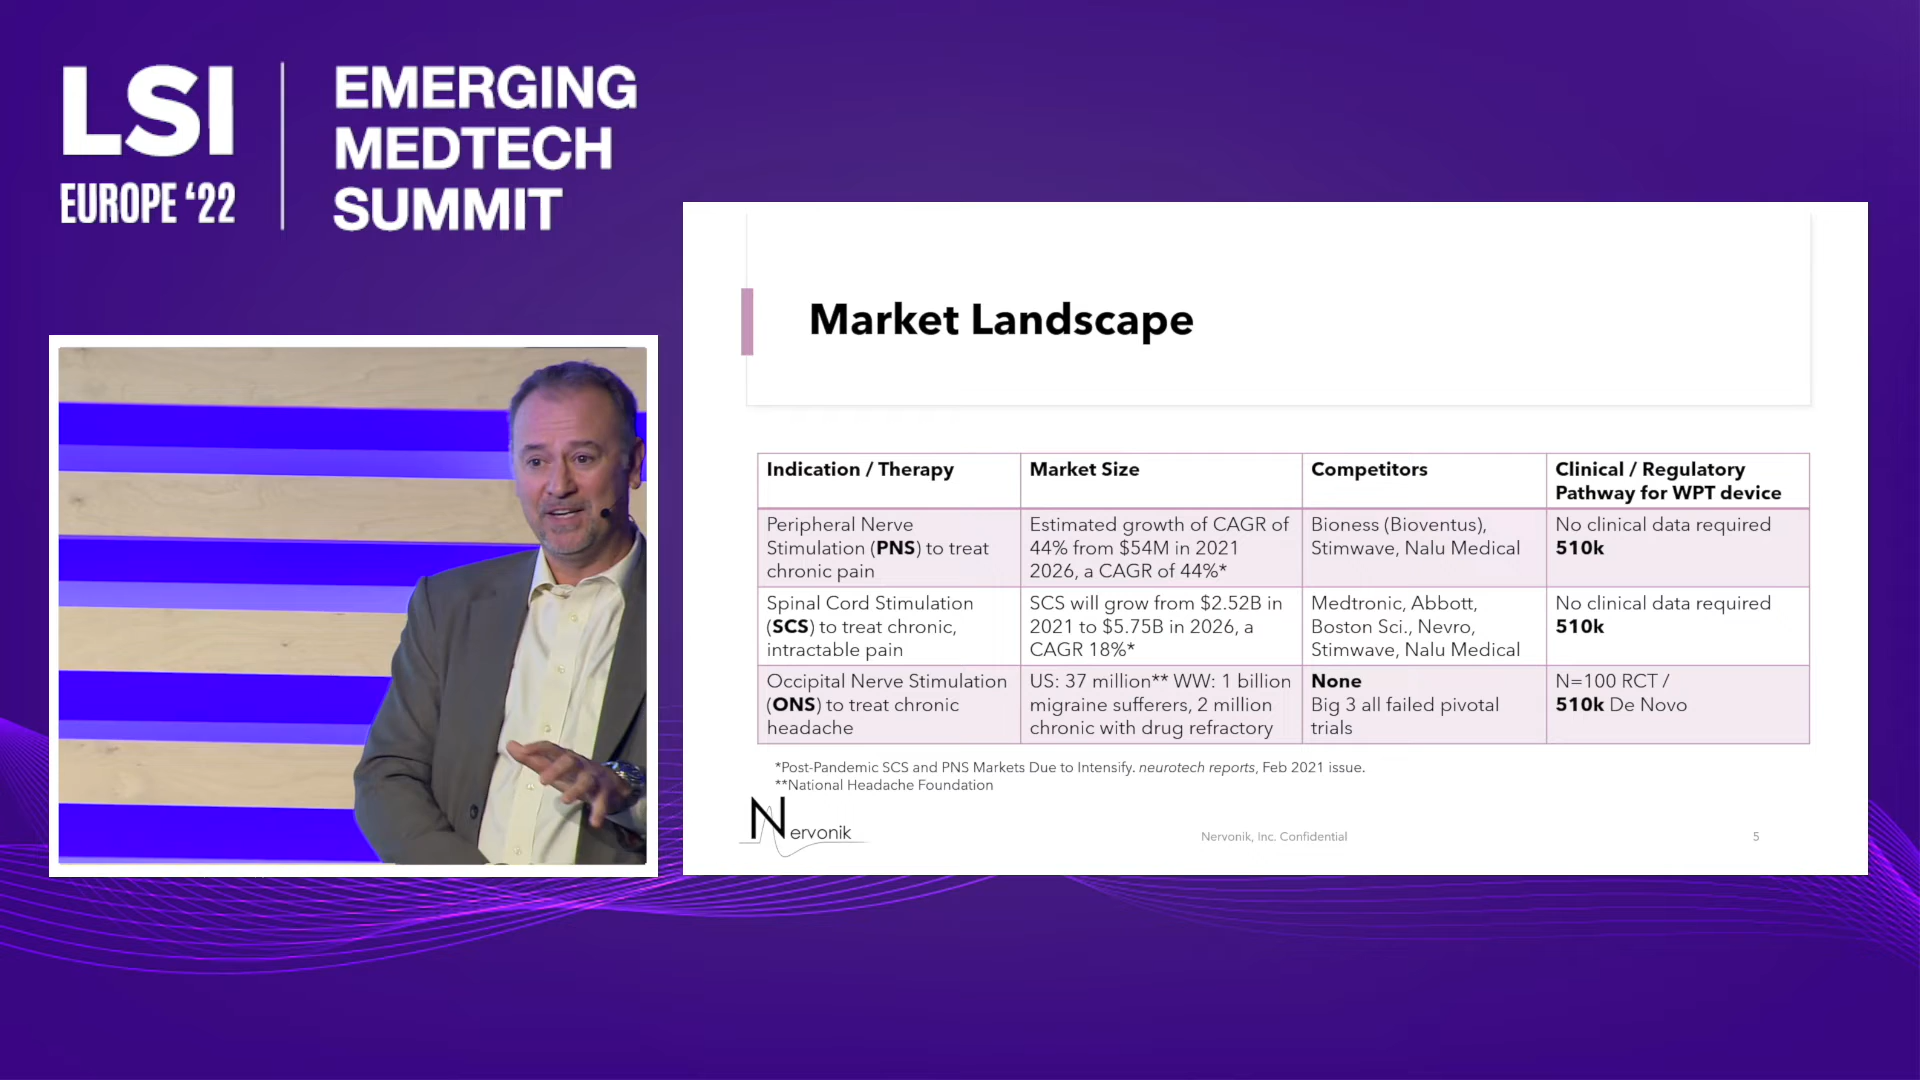 LSI
EUROPE ‘22
EMERGING
MEDTECH
SUMMIT
Market Landscape
Indication / Therapy
Market Size
Competitors
Clinical / Regulatory
Pathway for WPT device
Peripheral Nerve
Stimulation (PNS) to treat
chronic pain
Estimated growth of CAGR of
44% from $54M in 2021
2026, a CAGR of 44%*
Bioness (Bioventus),
Stimwave, Nalu Medical
No clinical data required
510k
Spinal Cord Stimulation
(SCS) to treat chronic,
intractable pain
SCS will grow from $2.52B in
2021 to $5.75B in 2026, a
CAGR 18%*
Medtronic, Abbott,
Boston Sci., Nevro,
Stimwave, Nalu Medical
No clinical data required
510k
Occipital Nerve Stimulation
(ONS) to treat chronic
headache
US: 37 million** WW: 1 billion
migraine sufferers, 2 million
chronic with drug refractory
None
Big 3 all failed pivotal
trials
N=100 RCT /
510k De Novo
*Post-Pandemic SCS and PNS Markets Due to Intensify. neurotech reports, Feb 2021 issue.
**National Headache Foundation
Nervonik
Nervonik, Inc. Confidential
5